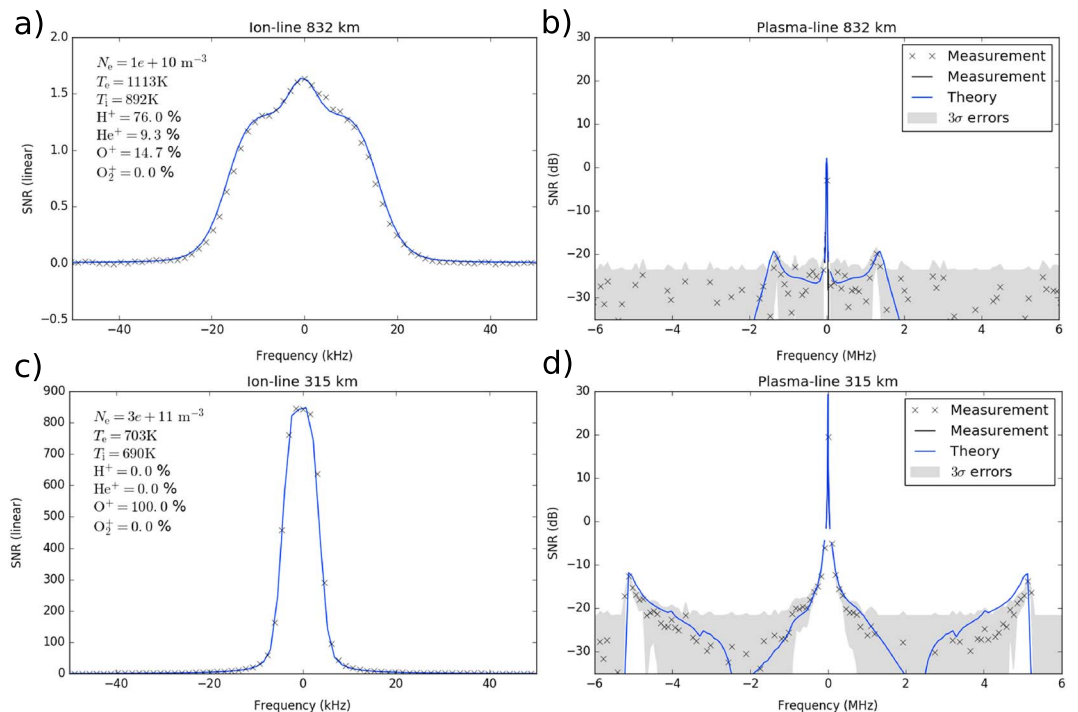 a)
Ion-line 832 km
2.0
1.5
1.0
0.5
0.0
−0.5
SNR (linear)
N_e = 1e + 10 m⁻³
T_e = 1113K
T_i = 892K
H⁺ = 76.0 %
He⁺ = 9.3 %
O⁺ = 14.7 %
O₂⁺ = 0.0 %
−40 −20 0 20 40
Frequency (kHz)
b)
Plasma-line 832 km
30
20
10
0
−10
−20
−30
SNR (dB)
Measurement
Measurement
Theory
3σ errors
−6 −4 −2 0 2 4 6
Frequency (MHz)
c)
Ion-line 315 km
900
800
700
600
500
400
300
200
100
0
SNR (linear)
N_e = 3e + 11 m⁻³
T_e = 703K
T_i = 690K
H⁺ = 0.0 %
He⁺ = 0.0 %
O⁺ = 100.0 %
O₂⁺ = 0.0 %
−40 −20 0 20 40
Frequency (kHz)
d)
Plasma-line 315 km
30
20
10
0
−10
−20
−30
SNR (dB)
Measurement
Measurement
Theory
3σ errors
−6 −4 −2 0 2 4 6
Frequency (MHz)